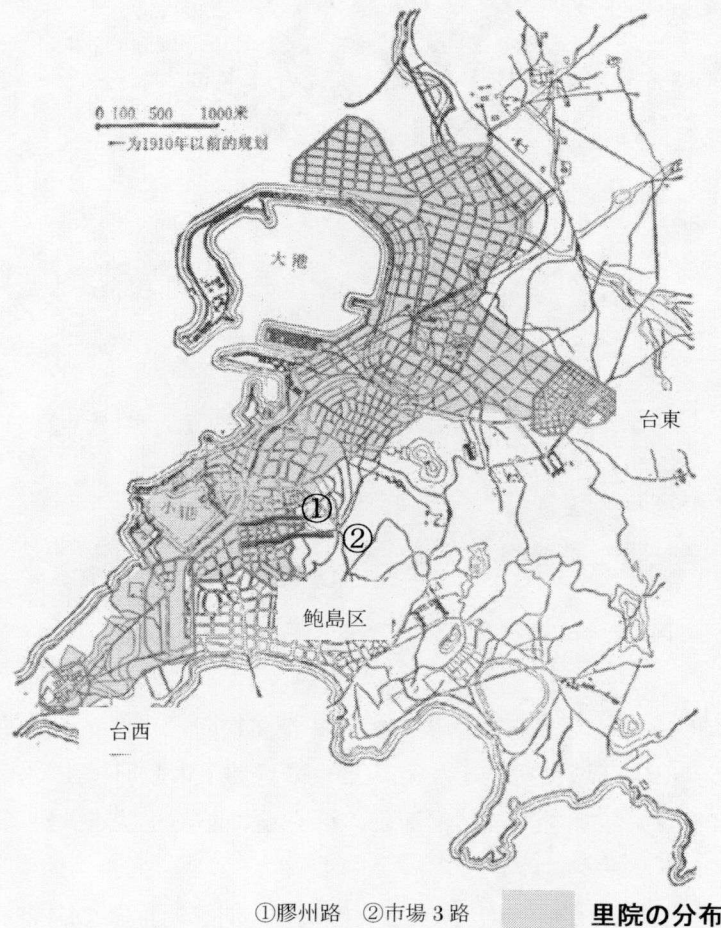 0 100 500 1000米
━为1910年以前的规划
大港
台東
小港
①
②
鮑島区
台西
①膠州路 ②市場3路 里院の分布